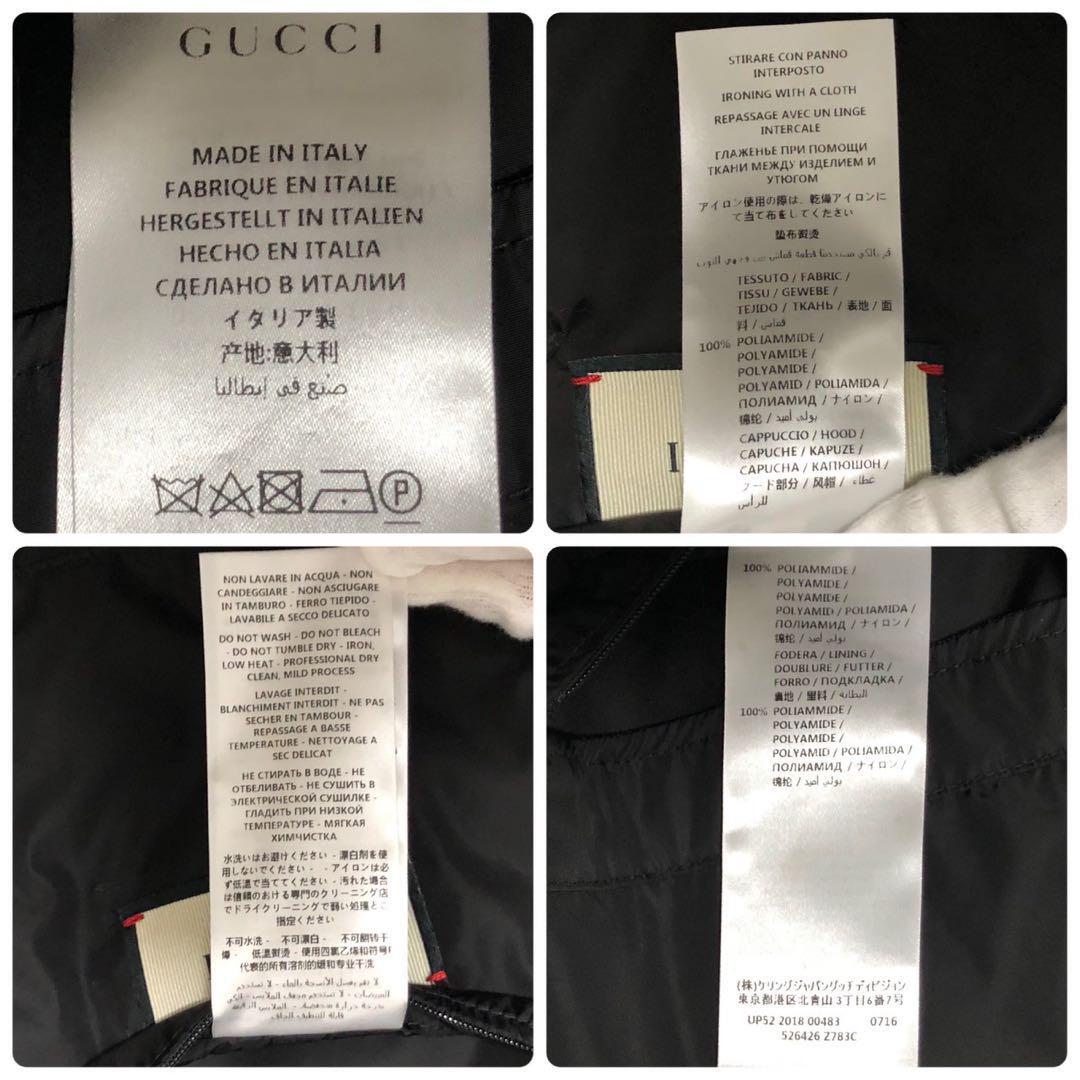 GUCCI
MADE IN ITALY
FABRIQUE EN ITALIE
HERGESTELLT IN ITALIEN
HECHO EN ITALIA
СДЕЛАНО В ИТАЛИИ
イタリア製
产地:意大利
صنع في إيطاليا
P
STIRARE CON PANNO
INTERPOSTO
IRONING WITH A CLOTH
REPASSAGE AVEC UN LINGE
INTERCALE
ГЛАЖЕНЬЕ ПРИ ПОМОЩИ
ТКАНИ МЕЖДУ ИЗДЕЛИЕМ И
УТЮГОМ
アイロン使用の際は、乾燥アイロンに
て当て布をしてください
垫布熨烫
TESSUTO / FABRIC /
TISSU / GEWEBE /
TEJIDO / ТКАНЬ / 表地 / 面
料 / قماش /
100% POLIAMMIDE /
POLYAMIDE /
POLYAMIDE /
POLYAMID / POLIAMIDA /
ПОЛИАМИД / ナイロン /
锦纶 / بولي أميد /
CAPPUCCIO / HOOD /
CAPUCHE / KAPUZE /
CAPUCHA / КАПЮШОН /
フード部分 / 风帽 / غطاء
للرأس
NON LAVARE IN ACQUA - NON
CANDEGGIARE - NON ASCIUGARE
IN TAMBURO - FERRO TIEPIDO -
LAVABILE A SECCO DELICATO
DO NOT WASH - DO NOT BLEACH
- DO NOT TUMBLE DRY - IRON,
LOW HEAT - PROFESSIONAL DRY
CLEAN, MILD PROCESS
LAVAGE INTERDIT -
BLANCHIMENT INTERDIT - NE PAS
SECHER EN TAMBOUR -
REPASSAGE A BASSE
TEMPERATURE - NETTOYAGE A
SEC DELICAT
НЕ СТИРАТЬ В ВОДЕ - НЕ
ОТБЕЛИВАТЬ - НЕ СУШИТЬ В
ЭЛЕКТРИЧЕСКОЙ СУШИЛКЕ -
ГЛАДИТЬ ПРИ НИЗКОЙ
ТЕМПЕРАТУРЕ - МЯГКАЯ
ХИМЧИСТКА
水洗いはお避けください - 漂白剤を使
用しないでください - - アイロンは必
ず低温で当ててください - 汚れた場合
は信頼のおける専門のクリーニング店
でドライクリーニングで弱い処理とご
指定ください
不可水洗 - 不可漂白 - 不可翻转干
燥 - 低温熨烫 - 使用四氯乙烯和符号F
代表的所有溶剂的缓和专业干洗
100% POLIAMMIDE /
POLYAMIDE /
POLYAMIDE /
POLYAMID / POLIAMIDA /
ПОЛИАМИД / ナイロン /
锦纶 / بولي أميد /
FODERA / LINING /
DOUBLURE / FUTTER /
FORRO / ПОДКЛАДКА /
裏地 / 里料 / البطانة /
100% POLIAMMIDE /
POLYAMIDE /
POLYAMIDE /
POLYAMID / POLIAMIDA /
ПОЛИАМИД / ナイロン /
锦纶 / بولي أميد /
(株)ケリングジャパングッチディビジョン
東京都港区北青山3丁目6番7号
UP52 2018 00483 0716
526426 Z783C